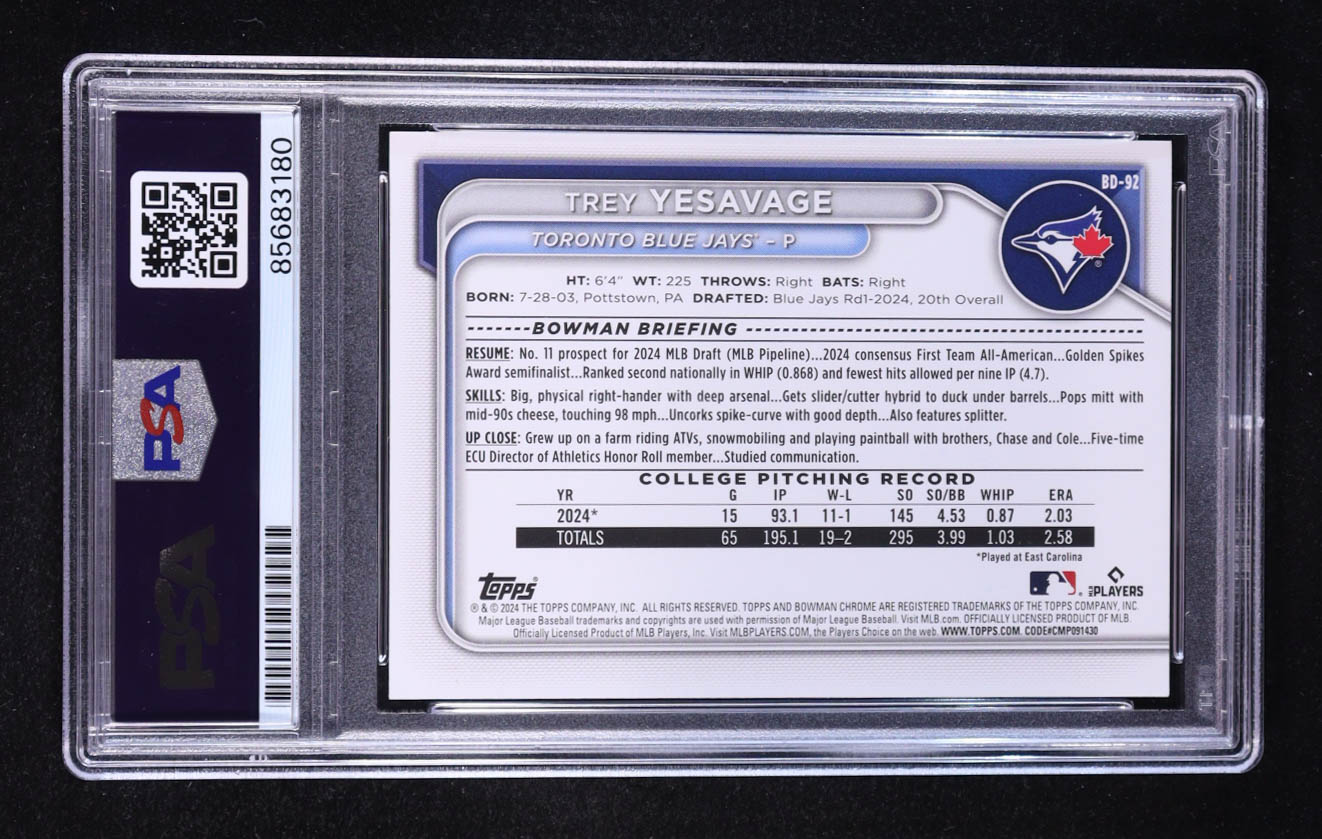 85683180
PSA
PSA
BD-92
TREY YESAVAGE
TORONTO BLUE JAYS® – P
HT: 6'4" WT: 225 THROWS: Right BATS: Right
BORN: 7-28-03, Pottstown, PA DRAFTED: Blue Jays Rd1-2024, 20th Overall
-------BOWMAN BRIEFING -------
RESUME: No. 11 prospect for 2024 MLB Draft (MLB Pipeline)...2024 consensus First Team All-American...Golden Spikes
Award semifinalist...Ranked second nationally in WHIP (0.868) and fewest hits allowed per nine IP (4.7).
SKILLS: Big, physical right-hander with deep arsenal...Gets slider/cutter hybrid to duck under barrels...Pops mitt with
mid-90s cheese, touching 98 mph...Uncorks spike-curve with good depth...Also features splitter.
UP CLOSE: Grew up on a farm riding ATVs, snowmobiling and playing paintball with brothers, Chase and Cole...Five-time
ECU Director of Athletics Honor Roll member...Studied communication.
COLLEGE PITCHING RECORD
YR G IP W-L SO SO/BB WHIP ERA
2024* 15 93.1 11-1 145 4.53 0.87 2.03
TOTALS 65 195.1 19–2 295 3.99 1.03 2.58
*Played at East Carolina
Topps®
MLB PLAYERS
® & © 2024 THE TOPPS COMPANY, INC. ALL RIGHTS RESERVED. TOPPS AND BOWMAN CHROME ARE REGISTERED TRADEMARKS OF THE TOPPS COMPANY, INC.
Major League Baseball trademarks and copyrights are used with permission of Major League Baseball. Visit MLB.com. OFFICIALLY LICENSED PRODUCT OF MLB.
Officially Licensed Product of MLB Players, Inc. Visit MLBPLAYERS.COM, the Players Choice on the web. WWW.TOPPS.COM. CODE#CMP091430